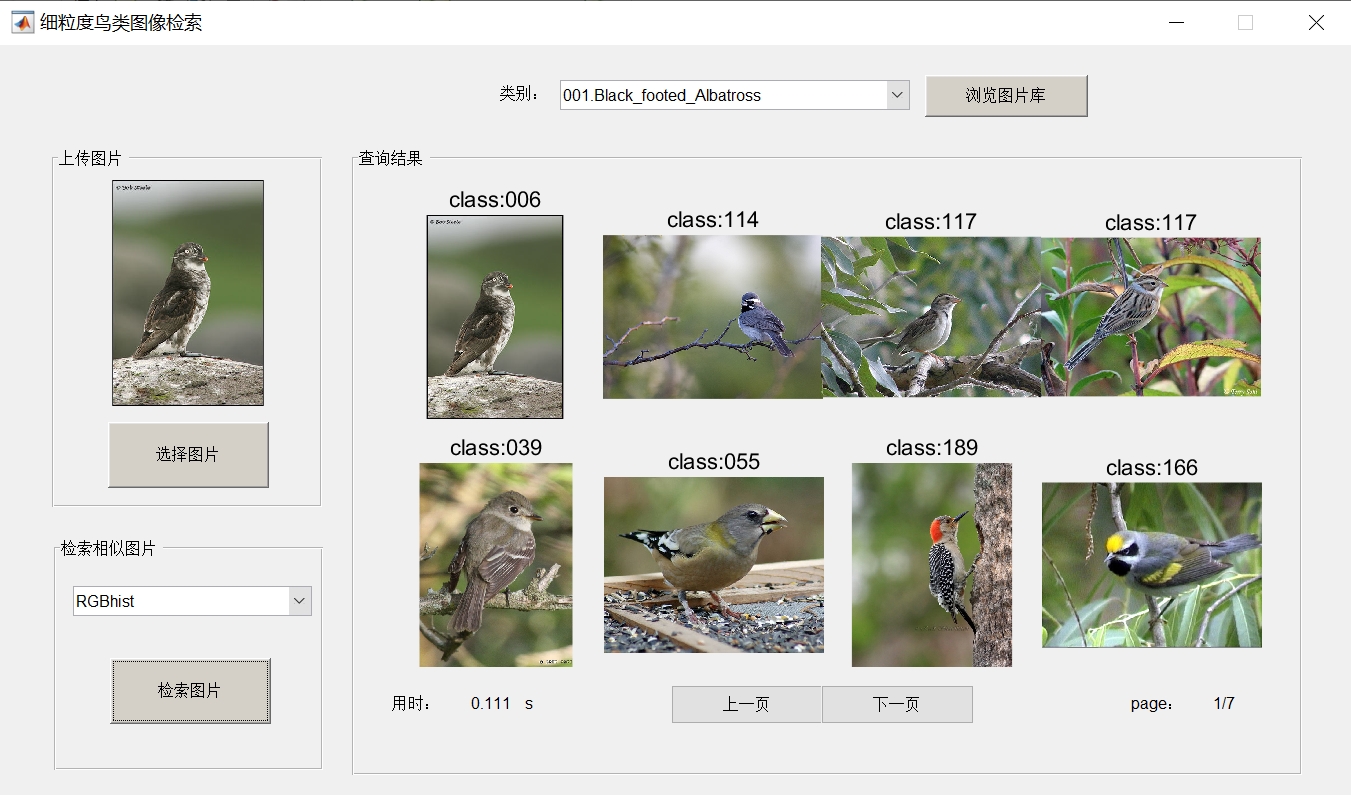 细粒度鸟类图像检索
类别：
001.Black_footed_Albatross
浏览图片库
上传图片
选择图片
检索相似图片
RGBhist
检索图片
查询结果
class:006
class:114
class:117
class:117
class:039
class:055
class:189
class:166
用时：
0.111 s
上一页
下一页
page：
1/7